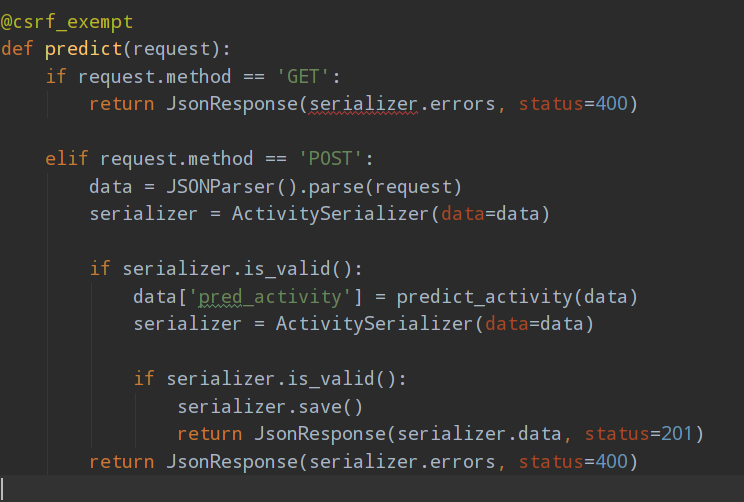 @csrf_exempt
def predict(request):
    if request.method == 'GET':
        return JsonResponse(serializer.errors, status=400)
    elif request.method == 'POST':
        data = JSONParser().parse(request)
        serializer = ActivitySerializer(data=data)
        if serializer.is_valid():
            data['pred_activity'] = predict_activity(data)
            serializer = ActivitySerializer(data=data)
            if serializer.is_valid():
                serializer.save()
                return JsonResponse(serializer.data, status=201)
        return JsonResponse(serializer.errors, status=400)